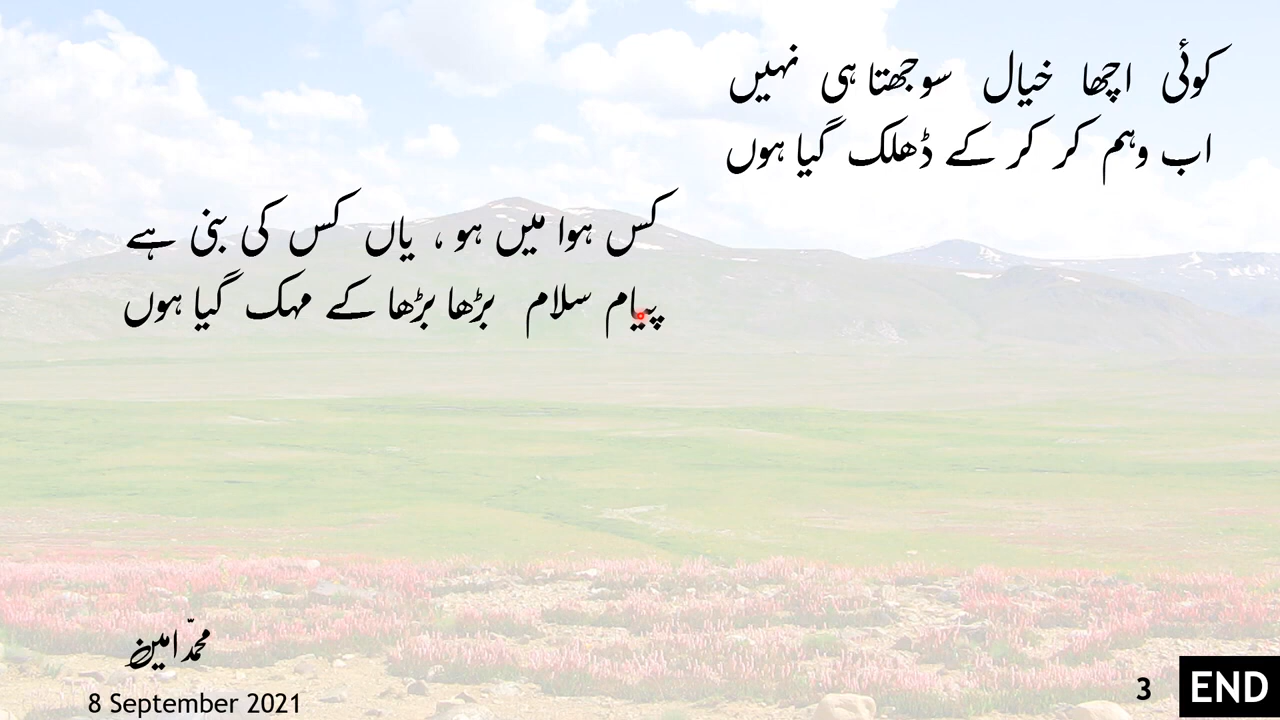 کوئی اچھا خیال سوجھتا ہی نہیں
اب وہم کر کر کے ڈھلک گیا ہوں
کس ہوا میں ہو ، یاں کس کی بنی ہے
پیام سلام بڑھا بڑھا کے مہک گیا ہوں
محمّد امین
8 September 2021
3
END